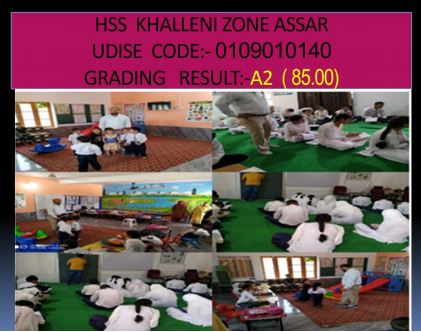 HSS KHALLENI ZONE ASSAR
UDISE CODE:- 0109010140
GRADING RESULT:-A2 ( 85.00)